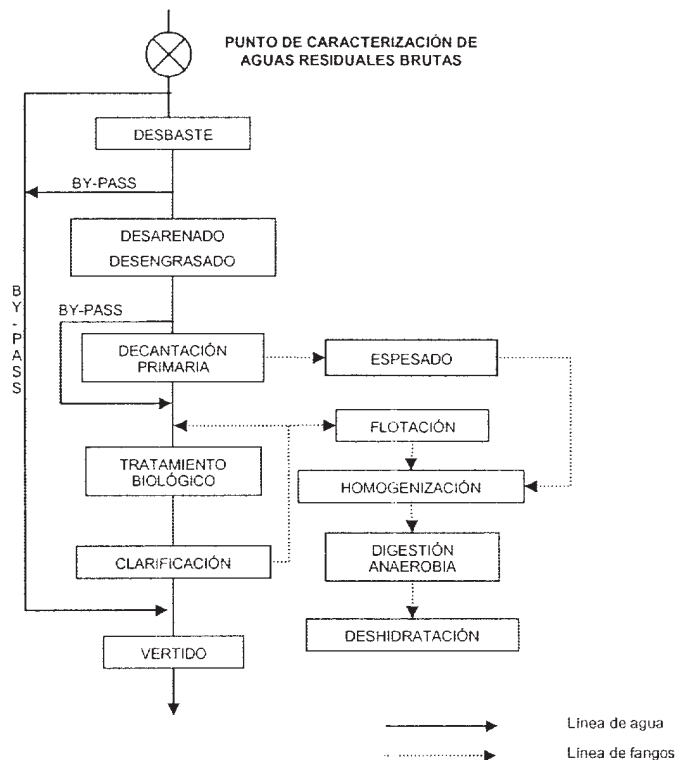 PUNTO DE CARACTERIZACIÓN DE
AGUAS RESIDUALES BRUTAS
DESBASTE
BY-PASS
DESARENADO
DESENGRASADO
BY-PASS
BY-PASS
DECANTACIÓN
PRIMARIA
ESPESADO
FLOTACIÓN
TRATAMIENTO
BIOLÓGICO
HOMOGENIZACIÓN
CLARIFICACIÓN
DIGESTIÓN
ANAEROBIA
DESHIDRATACIÓN
VERTIDO
Línea de agua
Línea de fangos